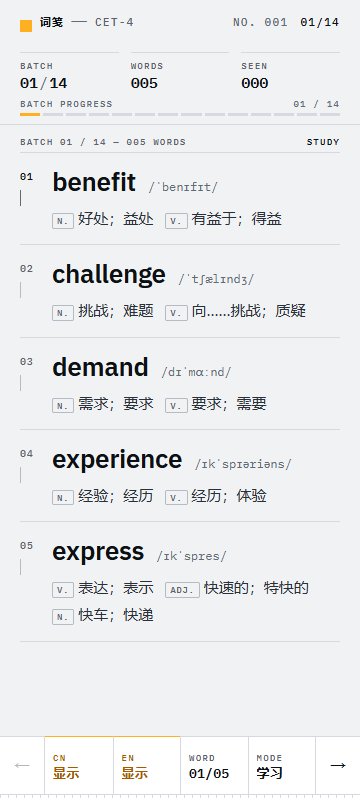 词笺 — CET-4 NO. 001 01/14
BATCH WORDS SEEN
01/14 005 000
BATCH PROGRESS 01 / 14
BATCH 01 / 14 — 005 WORDS STUDY
01 benefit /ˈbenɪfɪt/
N. 好处；益处 V. 有益于；得益
02 challenge /ˈtʃælɪndʒ/
N. 挑战；难题 V. 向……挑战；质疑
03 demand /dɪˈmɑːnd/
N. 需求；要求 V. 要求；需要
04 experience /ɪkˈspɪəriəns/
N. 经验；经历 V. 经历；体验
05 express /ɪkˈspres/
V. 表达；表示 ADJ. 快速的；特快的
N. 快车；快递
← CN EN WORD MODE →
显示 显示 01/05 学习